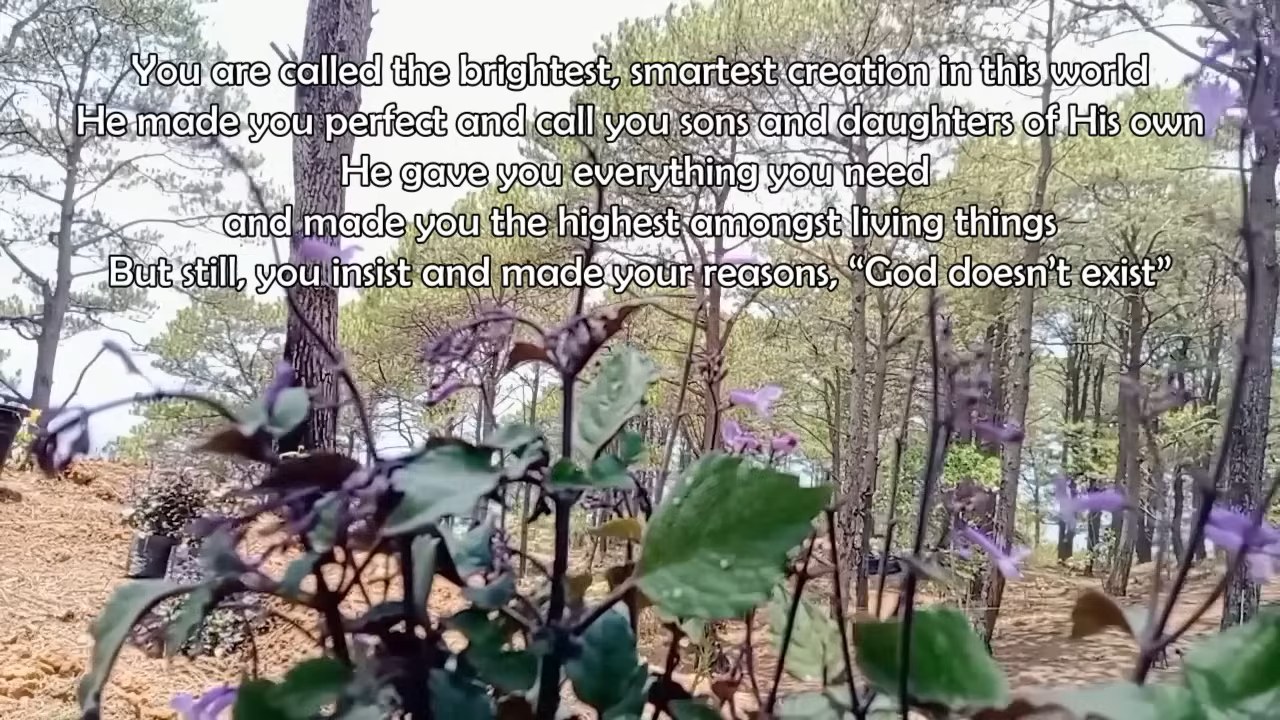 You are called the brightest, smartest creation in this world
He made you perfect and call you sons and daughters of His own
He gave you everything you need
and made you the highest amongst living things
But still, you insist and made your reasons, “God doesn’t exist”